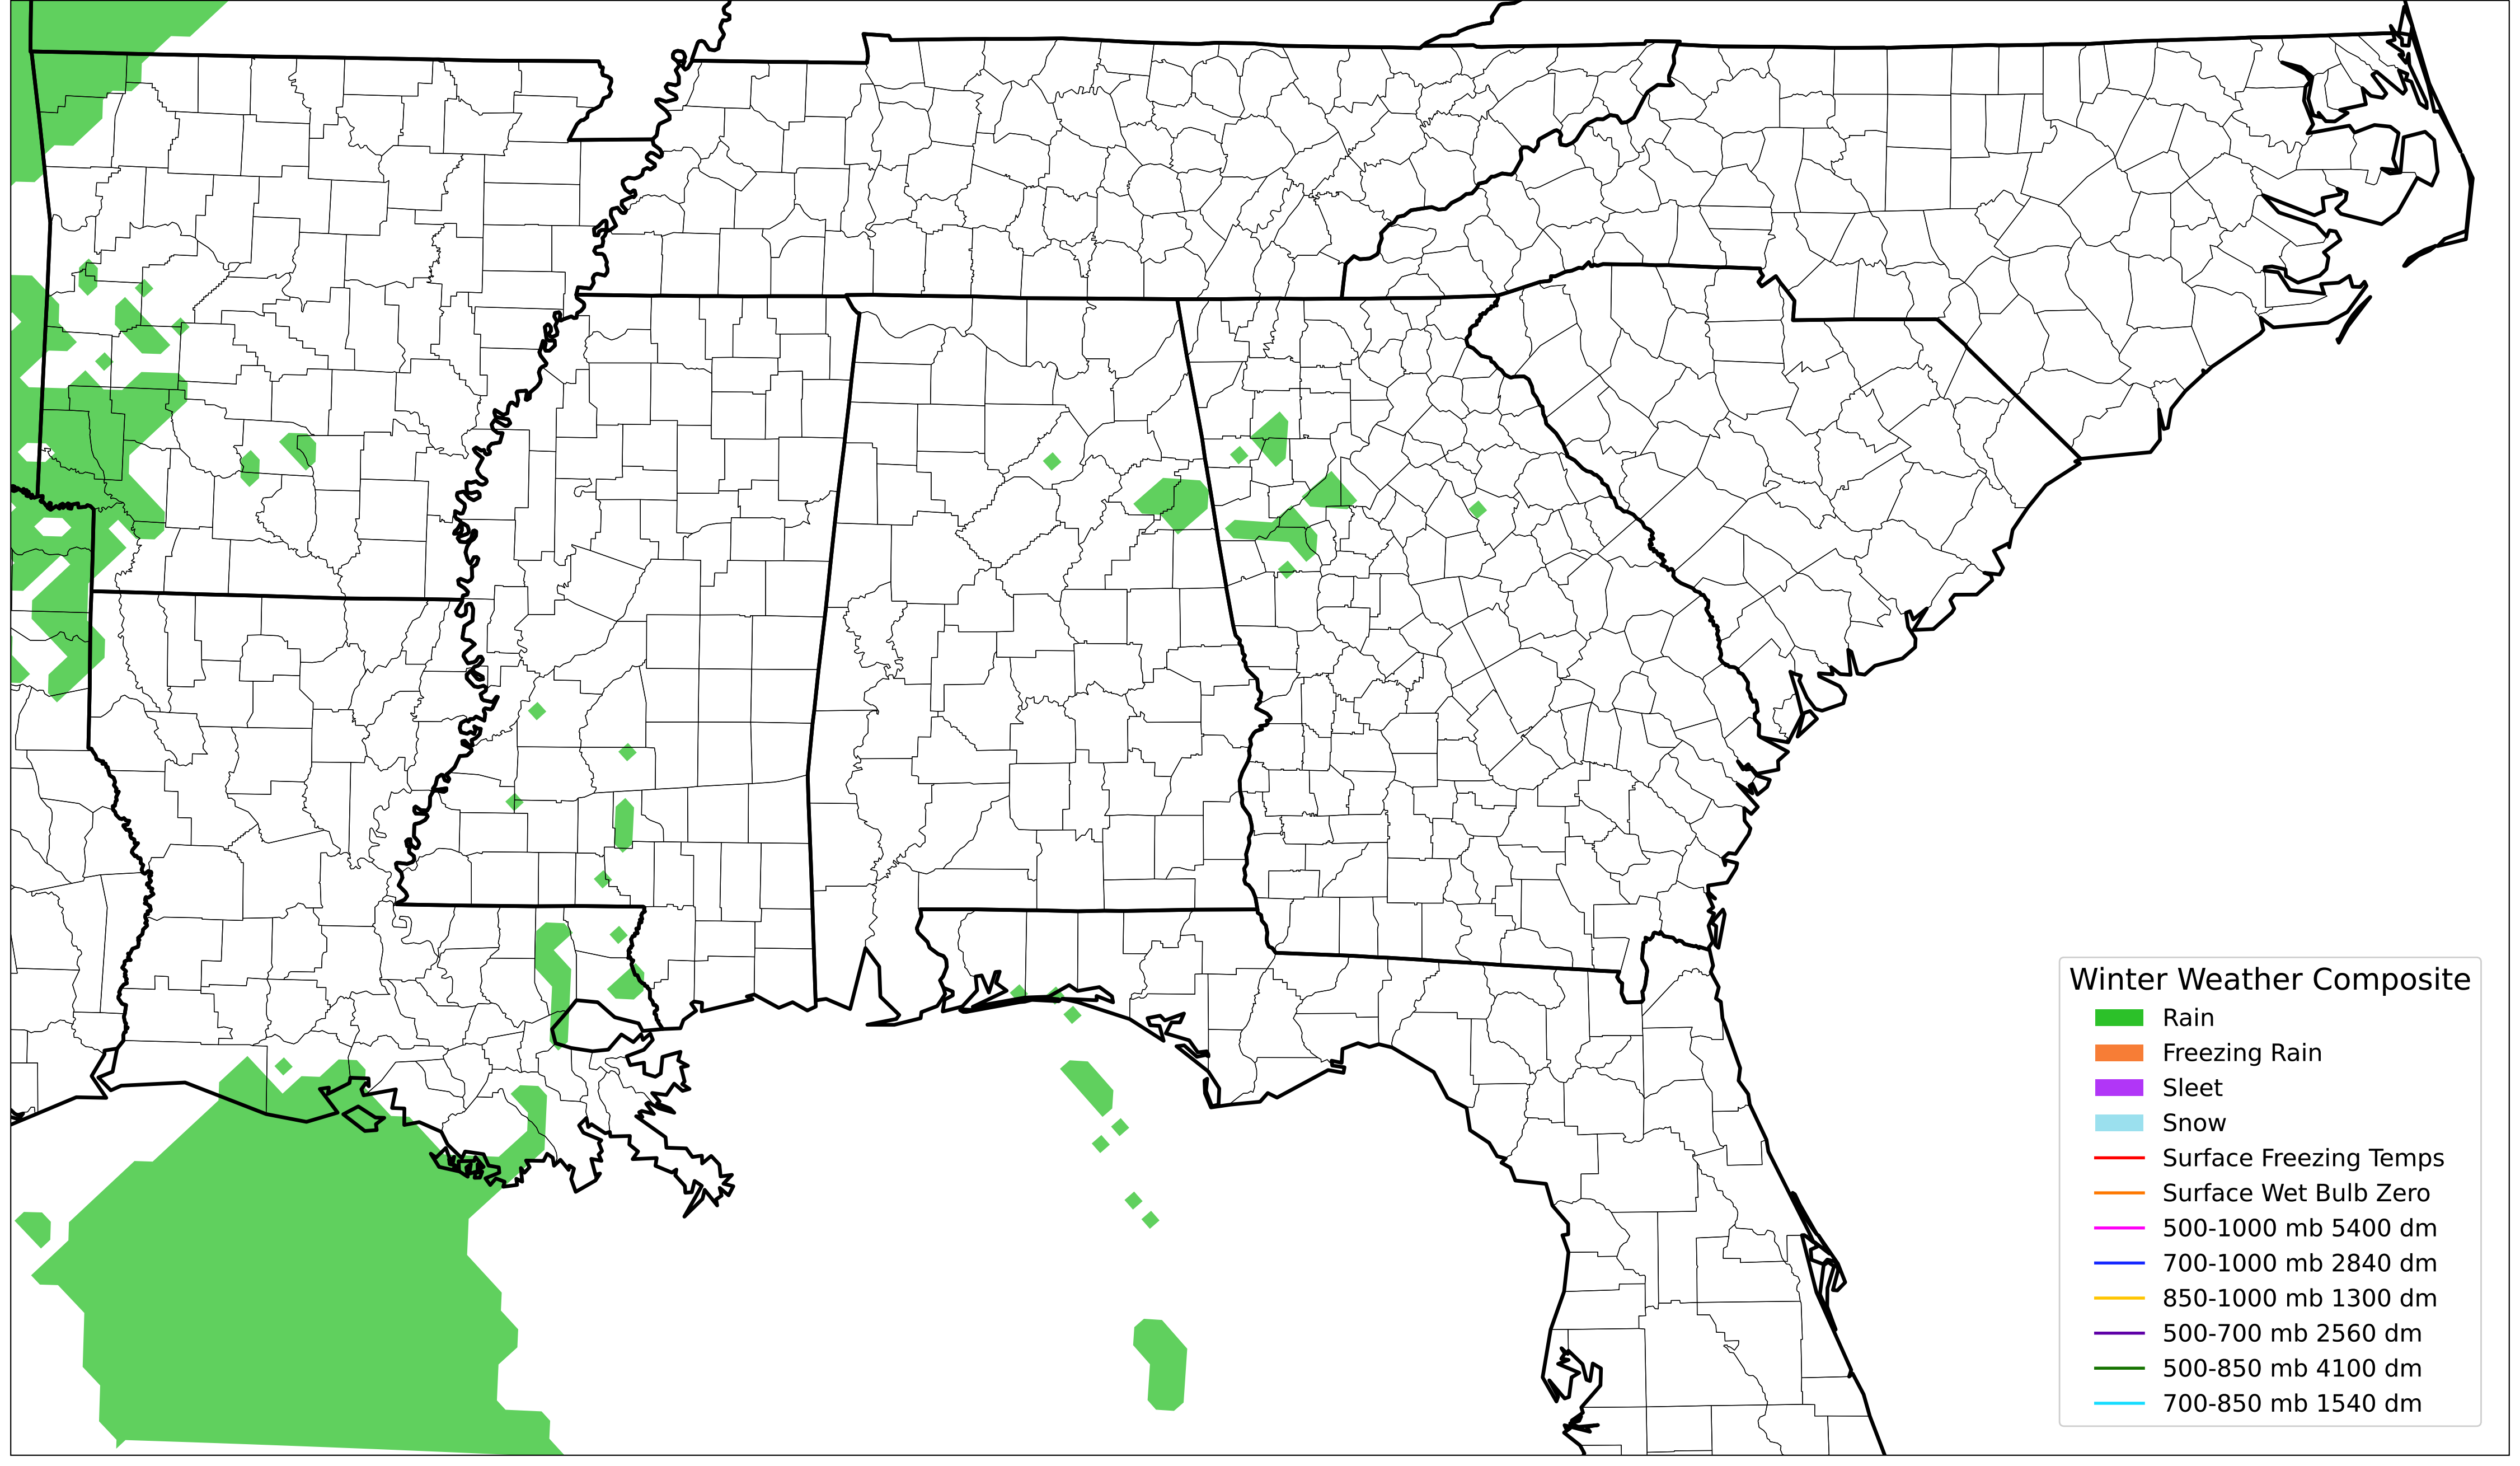 Winter Weather Composite
Rain
Freezing Rain
Sleet
Snow
Surface Freezing Temps
Surface Wet Bulb Zero
500-1000 mb 5400 dm
700-1000 mb 2840 dm
850-1000 mb 1300 dm
500-700 mb 2560 dm
500-850 mb 4100 dm
700-850 mb 1540 dm